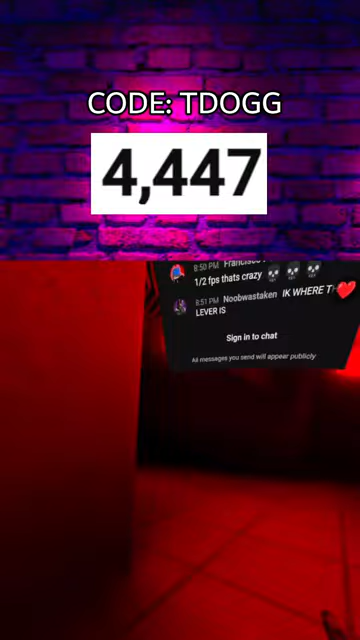 CODE: TDOGG
4,447
8:50 PM Francisco
1/2 fps thats crazy 💀 💀 💀
8:51 PM Noobwastaken IK WHERE
LEVER IS
Sign in to chat
All messages you send will appear publicly